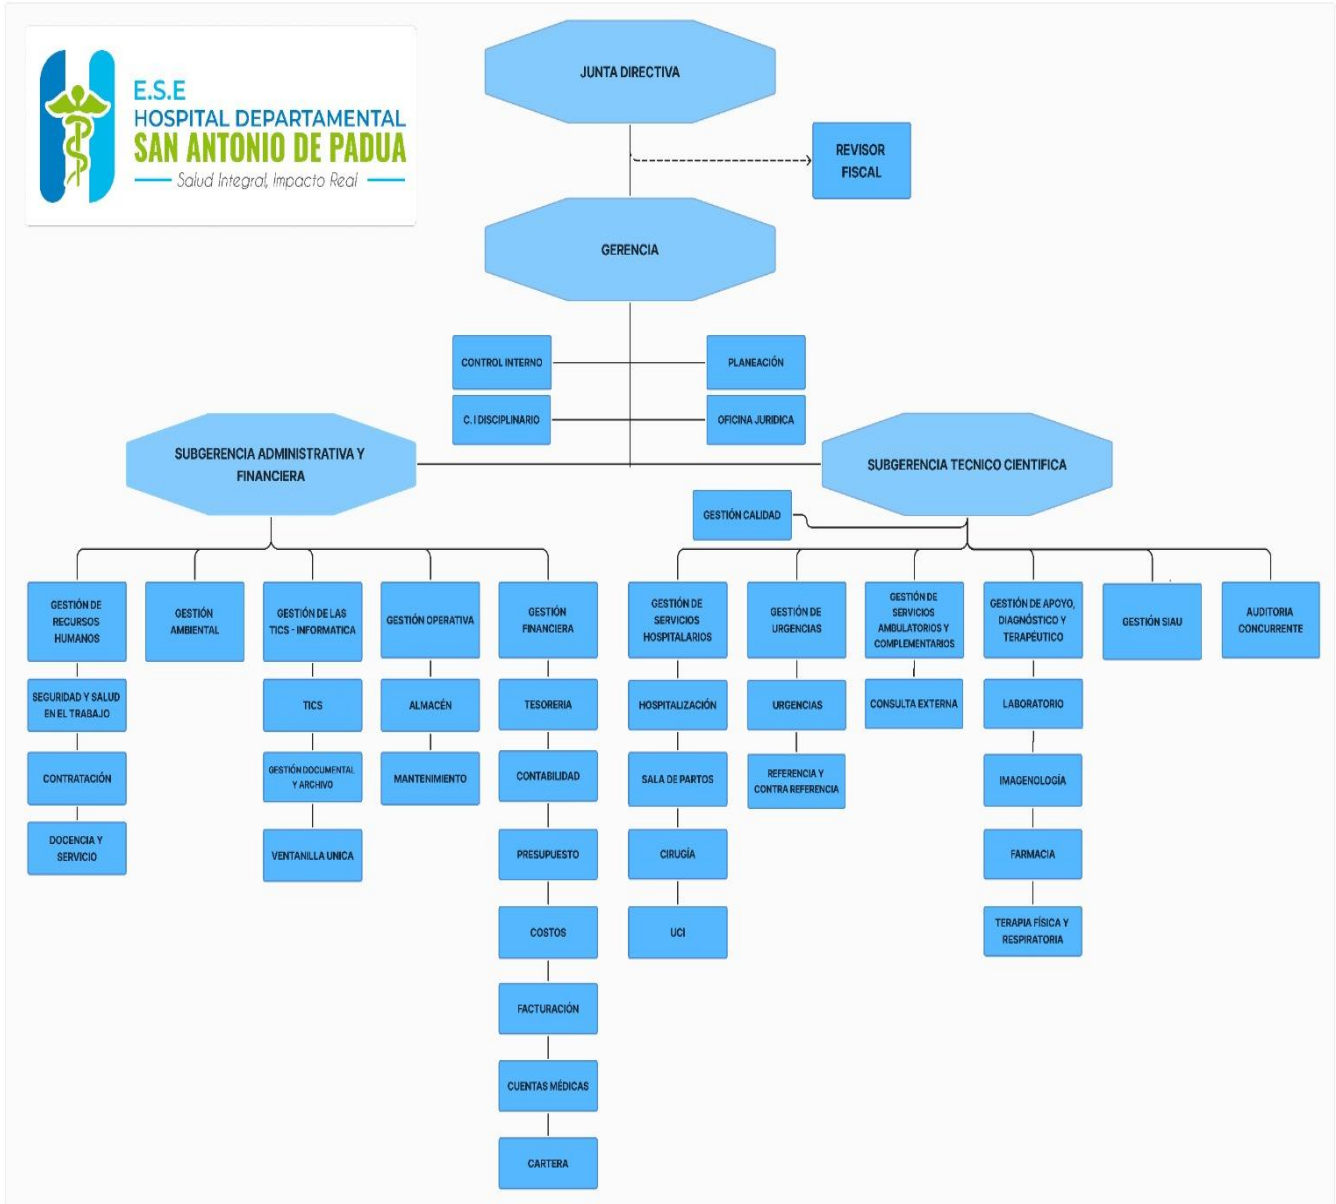 E.S.E
HOSPITAL DEPARTAMENTAL
SAN ANTONIO DE PADUA
Salud Integral, Impacto Real
JUNTA DIRECTIVA
REVISOR
FISCAL
GERENCIA
CONTROL INTERNO
PLANEACIÓN
C. I DISCIPLINARIO
OFICINA JURIDICA
SUBGERENCIA ADMINISTRATIVA Y
FINANCIERA
SUBGERENCIA TECNICO CIENTIFICA
GESTIÓN CALIDAD
GESTIÓN DE
RECURSOS
HUMANOS
GESTIÓN
AMBIENTAL
GESTIÓN DE LAS
TICS - INFORMATICA
GESTIÓN OPERATIVA
GESTIÓN
FINANCIERA
GESTIÓN DE
SERVICIOS
HOSPITALARIOS
GESTIÓN DE
URGENCIAS
GESTIÓN DE
SERVICIOS
AMBULATORIOS Y
COMPLEMENTARIOS
GESTIÓN DE APOYO,
DIAGNÓSTICO Y
TERAPÉUTICO
GESTIÓN SIAU
AUDITORIA
CONCURRENTE
SEGURIDAD Y SALUD
EN EL TRABAJO
TICS
ALMACÉN
TESORERIA
HOSPITALIZACIÓN
URGENCIAS
CONSULTA EXTERNA
LABORATORIO
CONTRATACIÓN
GESTIÓN DOCUMENTAL
Y ARCHIVO
MANTENIMIENTO
CONTABILIDAD
SALA DE PARTOS
REFERENCIA Y
CONTRA REFERENCIA
IMAGENOLOGÍA
DOCENCIA Y
SERVICIO
VENTANILLA UNICA
PRESUPUESTO
CIRUGÍA
FARMACIA
COSTOS
UCI
TERAPIA FÍSICA Y
RESPIRATORIA
FACTURACIÓN
CUENTAS MÉDICAS
CARTERA